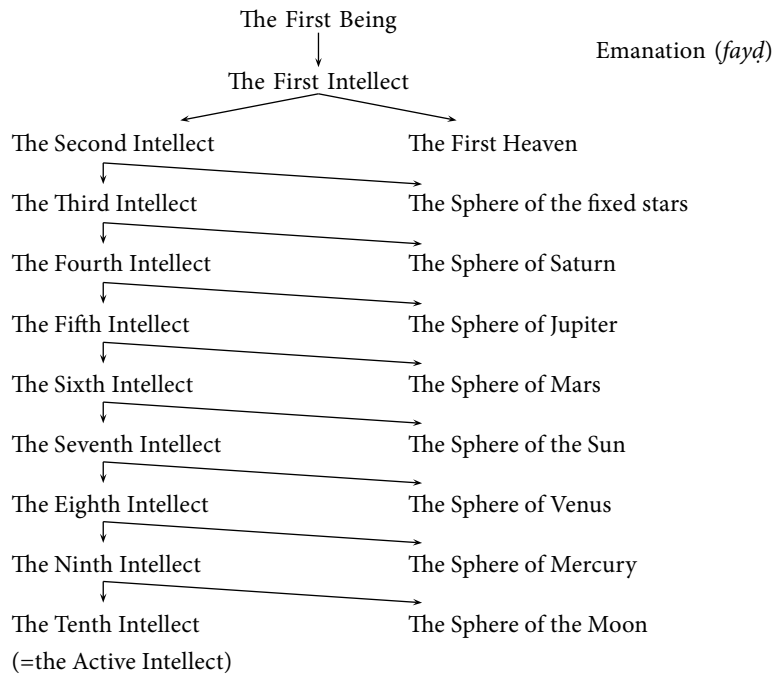 The First Being
Emanation (fayḍ)
The First Intellect
The Second Intellect
The First Heaven
The Third Intellect
The Sphere of the fixed stars
The Fourth Intellect
The Sphere of Saturn
The Fifth Intellect
The Sphere of Jupiter
The Sixth Intellect
The Sphere of Mars
The Seventh Intellect
The Sphere of the Sun
The Eighth Intellect
The Sphere of Venus
The Ninth Intellect
The Sphere of Mercury
The Tenth Intellect
The Sphere of the Moon
(=the Active Intellect)